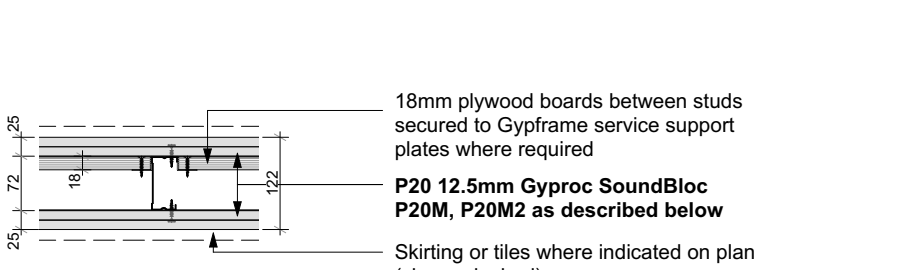 18mm plywood boards between studs
secured to Gypframe service support
plates where required
P20 12.5mm Gyproc SoundBloc
P20M, P20M2 as described below
Skirting or tiles where indicated on plan
25
72
25
18
122